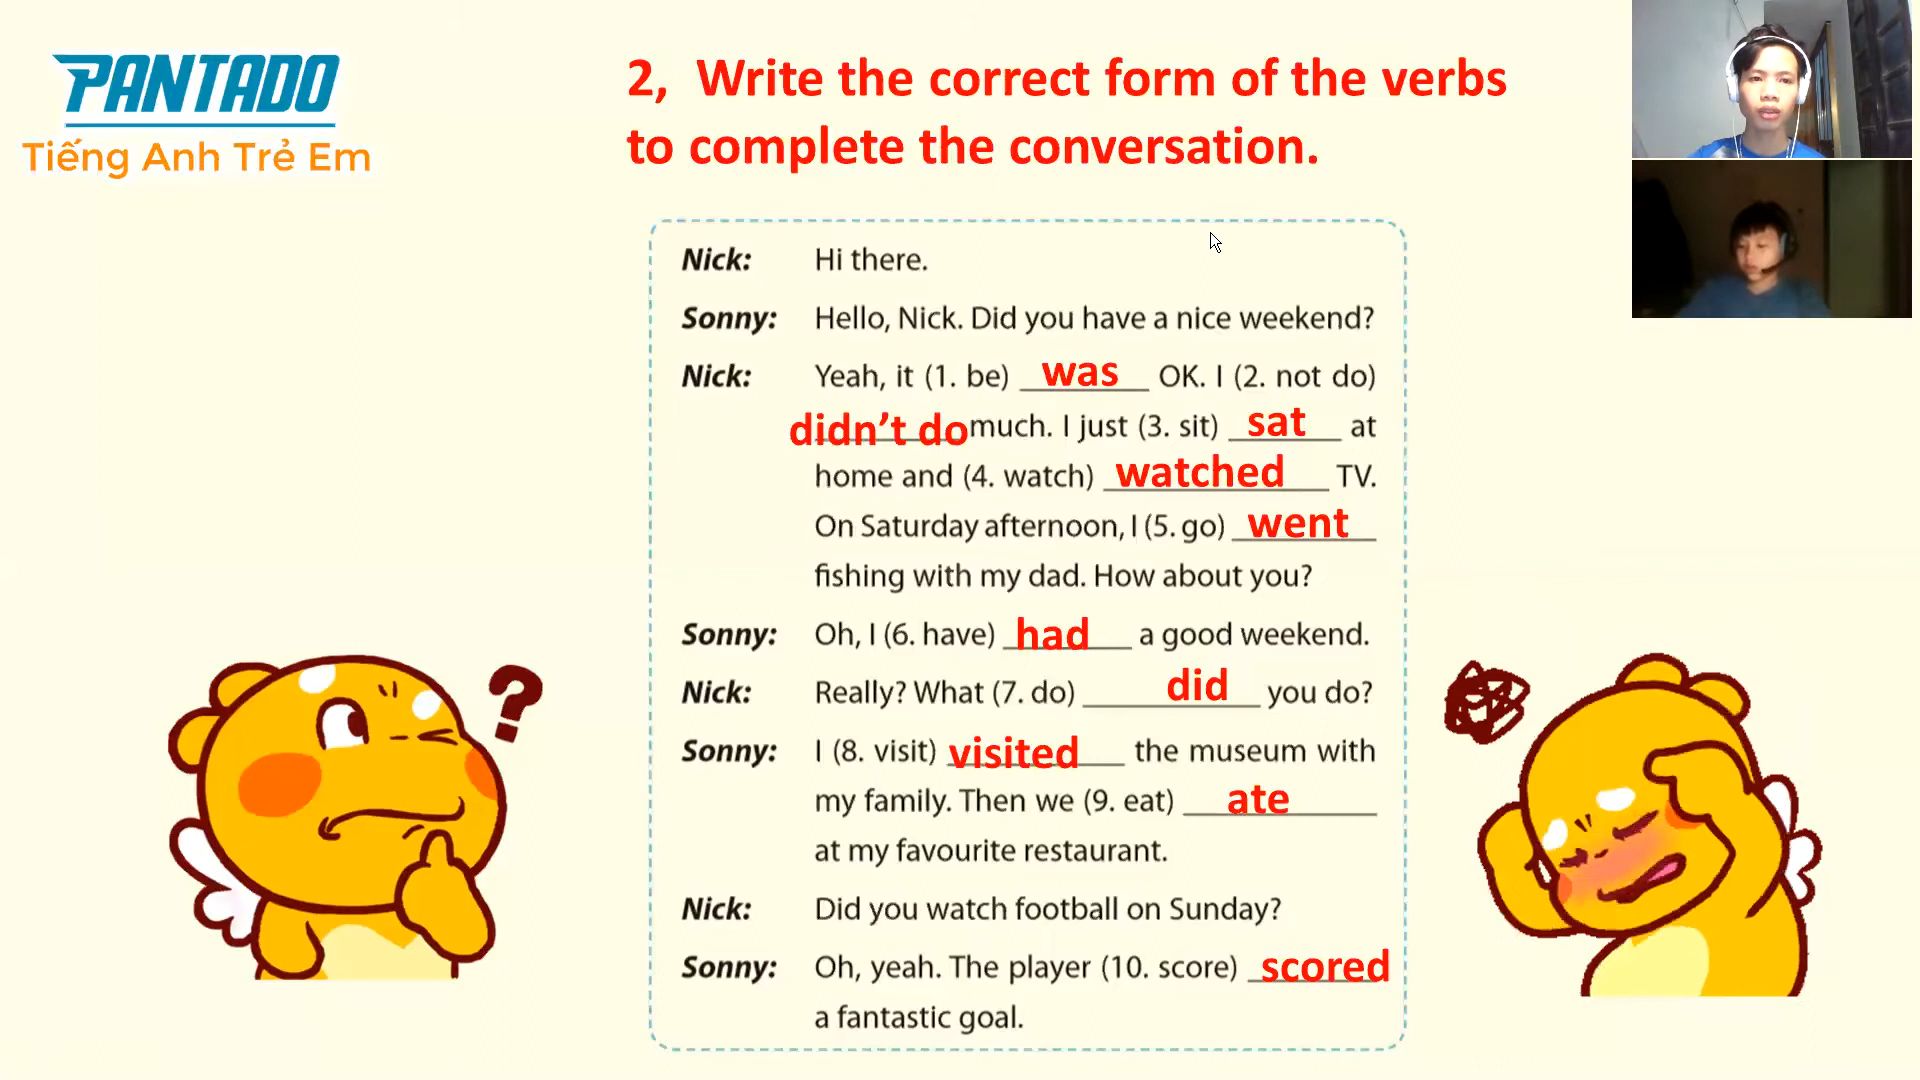 PANTADO
Tiếng Anh Trẻ Em
2, Write the correct form of the verbs
to complete the conversation.
Nick: Hi there.
Sonny: Hello, Nick. Did you have a nice weekend?
Nick: Yeah, it (1. be) was OK. I (2. not do)
didn’t do much. I just (3. sit) sat at
home and (4. watch) watched TV.
On Saturday afternoon, I (5. go) went
fishing with my dad. How about you?
Sonny: Oh, I (6. have) had a good weekend.
Nick: Really? What (7. do) did you do?
Sonny: I (8. visit) visited the museum with
my family. Then we (9. eat) ate
at my favourite restaurant.
Nick: Did you watch football on Sunday?
Sonny: Oh, yeah. The player (10. score) scored
a fantastic goal.
?